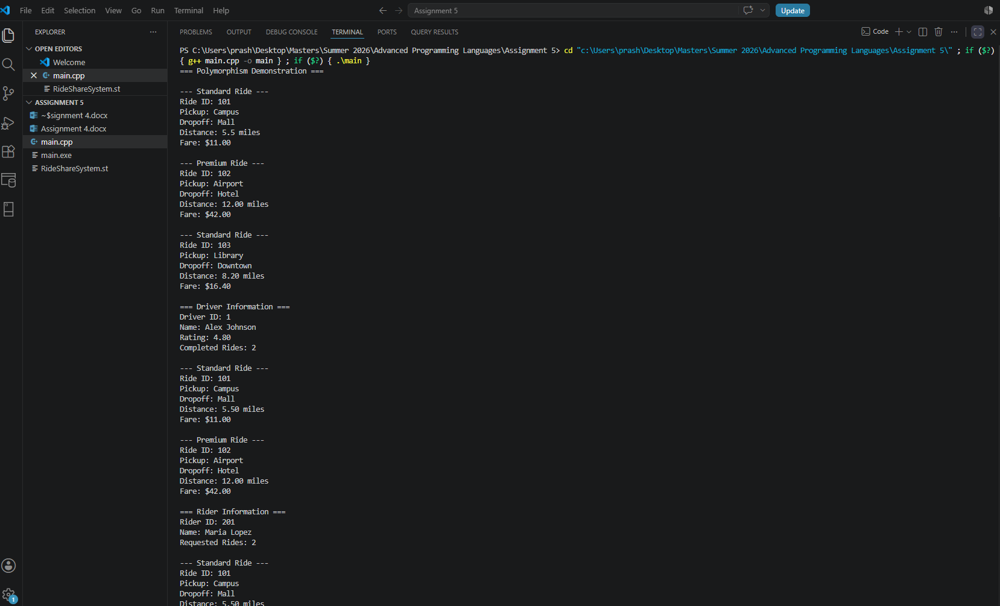 File Edit Selection View Go Run Terminal Help
Assignment 5
Update
EXPLORER
OPEN EDITORS
Welcome
main.cpp
RideShareSystem.st
ASSIGNMENT 5
~$signment 4.docx
Assignment 4.docx
main.cpp
main.exe
RideShareSystem.st
1
PROBLEMS OUTPUT DEBUG CONSOLE TERMINAL PORTS QUERY RESULTS
Code
PS C:\Users\prash\Desktop\Masters\Summer 2026\Advanced Programming Languages\Assignment 5> cd "c:\Users\prash\Desktop\Masters\Summer 2026\Advanced Programming Languages\Assignment 5\" ; if ($?)
{ g++ main.cpp -o main } ; if ($?) { .\main }
=== Polymorphism Demonstration ===
--- Standard Ride ---
Ride ID: 101
Pickup: Campus
Dropoff: Mall
Distance: 5.5 miles
Fare: $11.00
--- Premium Ride ---
Ride ID: 102
Pickup: Airport
Dropoff: Hotel
Distance: 12.00 miles
Fare: $42.00
--- Standard Ride ---
Ride ID: 103
Pickup: Library
Dropoff: Downtown
Distance: 8.20 miles
Fare: $16.40
=== Driver Information ===
Driver ID: 1
Name: Alex Johnson
Rating: 4.80
Completed Rides: 2
--- Standard Ride ---
Ride ID: 101
Pickup: Campus
Dropoff: Mall
Distance: 5.50 miles
Fare: $11.00
--- Premium Ride ---
Ride ID: 102
Pickup: Airport
Dropoff: Hotel
Distance: 12.00 miles
Fare: $42.00
=== Rider Information ===
Rider ID: 201
Name: Maria Lopez
Requested Rides: 2
--- Standard Ride ---
Ride ID: 101
Pickup: Campus
Dropoff: Mall
Distance: 5.50 miles